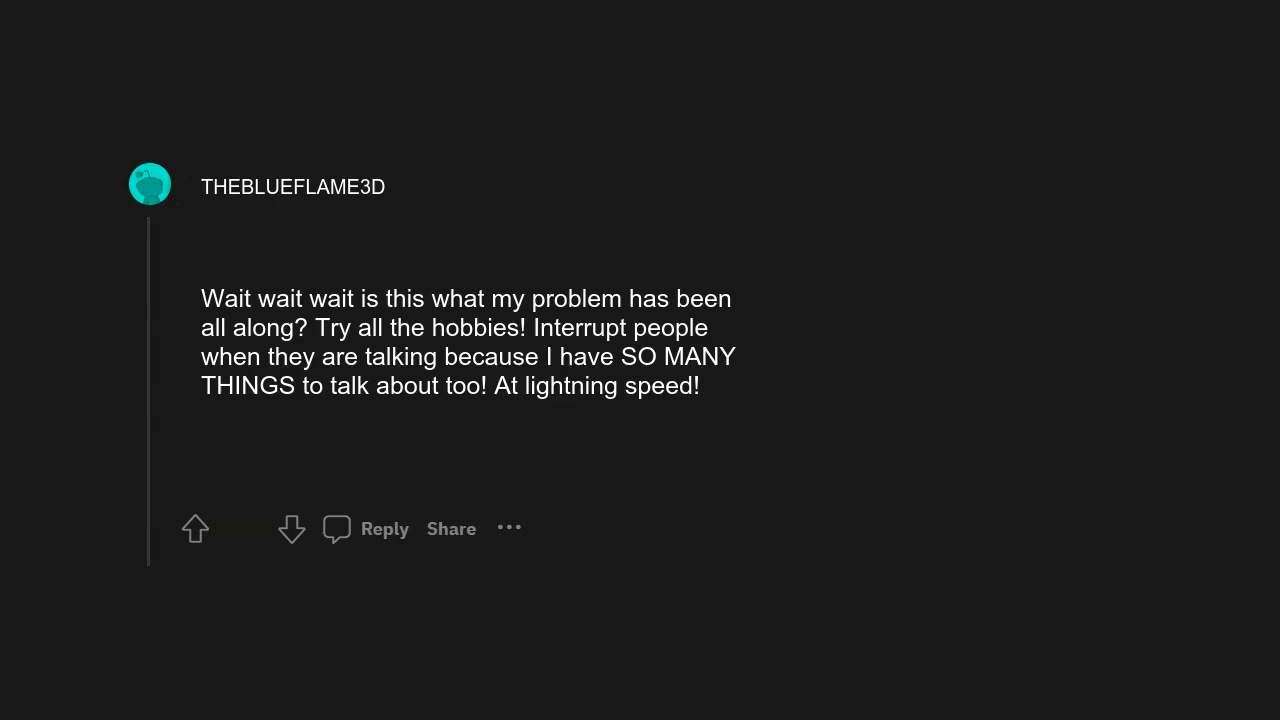 THEBLUEFLAME3D
Wait wait wait is this what my problem has been
all along? Try all the hobbies! Interrupt people
when they are talking because I have SO MANY
THINGS to talk about too! At lightning speed!
Reply Share